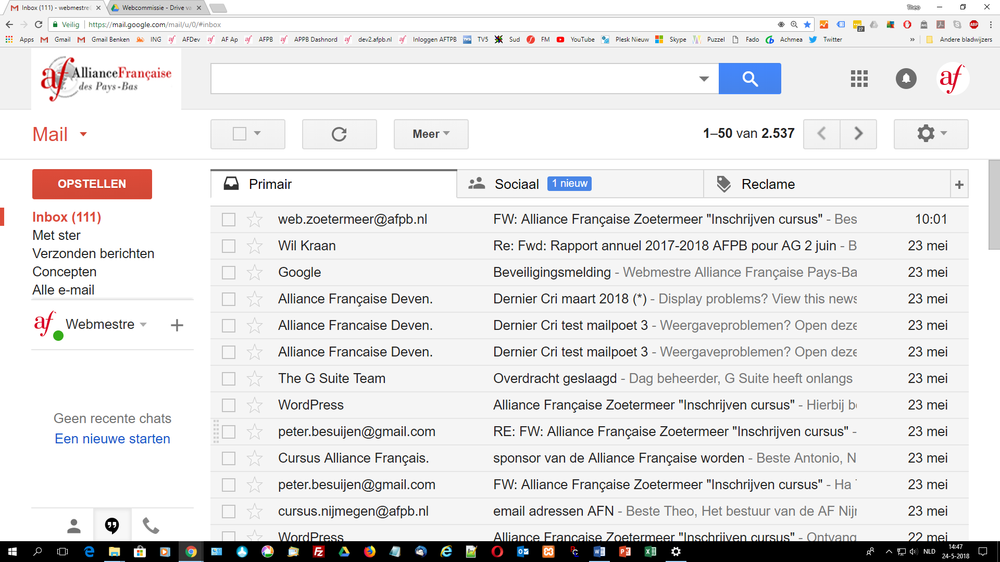 Inbox (111) - webmestre
Webcommissie - Drive va
Theo
Veilig https://mail.google.com/mail/u/0/#inbox
27 AVG ABP
Apps Gmail Gmail Benken ING AFDev AF Ap AFPB APPB Dashnord dev2.afpb.nl Inloggen AFTPB TV5 Sud FM YouTube Plesk Nieuw Skype Puzzel Fado Achmea Twitter » Andere bladwijzers
af AllianceFrançaise
des Pays-Bas
af
Mail
Meer
1–50 van 2.537
OPSTELLEN
Inbox (111)
Met ster
Verzonden berichten
Concepten
Alle e-mail
af Webmestre +
Geen recente chats
Een nieuwe starten
Primair
Sociaal 1 nieuw
Reclame
+
web.zoetermeer@afpb.nl FW: Alliance Française Zoetermeer "Inschrijven cursus" - Bes 10:01
Wil Kraan Re: Fwd: Rapport annuel 2017-2018 AFPB pour AG 2 juin - B 23 mei
Google Beveiligingsmelding - Webmestre Alliance Française Pays-Ba 23 mei
Alliance Française Deven. Dernier Cri maart 2018 (*) - Display problems? View this news 23 mei
Alliance Francaise Deven. Dernier Cri test mailpoet 3 - Weergaveproblemen? Open deze 23 mei
Alliance Francaise Deven. Dernier Cri test mailpoet 3 - Weergaveproblemen? Open deze 23 mei
The G Suite Team Overdracht geslaagd - Dag beheerder, G Suite heeft onlangs 23 mei
WordPress Alliance Française Zoetermeer "Inschrijven cursus" - Hierbij be 23 mei
peter.besuijen@gmail.com RE: FW: Alliance Française Zoetermeer "Inschrijven cursus" - 23 mei
Cursus Alliance Français. sponsor van de Alliance Française worden - Beste Antonio, N 23 mei
peter.besuijen@gmail.com FW: Alliance Française Zoetermeer "Inschrijven cursus" - Ha 23 mei
cursus.nijmegen@afpb.nl email adressen AFN - Beste Theo, Het bestuur van de AF Nijr 23 mei
WordPress Alliance Française Zoetermeer "Inschrijven cursus" - Ontvang 22 mei
NLD
14:47
24-5-2018